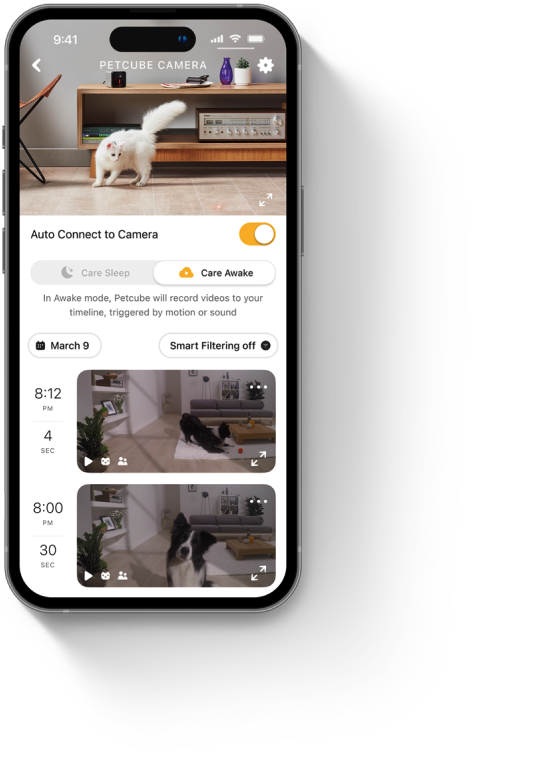 9:41
PETCUBE CAMERA
Auto Connect to Camera
Care Sleep
Care Awake
In Awake mode, Petcube will record videos to your
timeline, triggered by motion or sound
March 9
Smart Filtering off
8:12
PM
4
SEC
8:00
PM
30
SEC